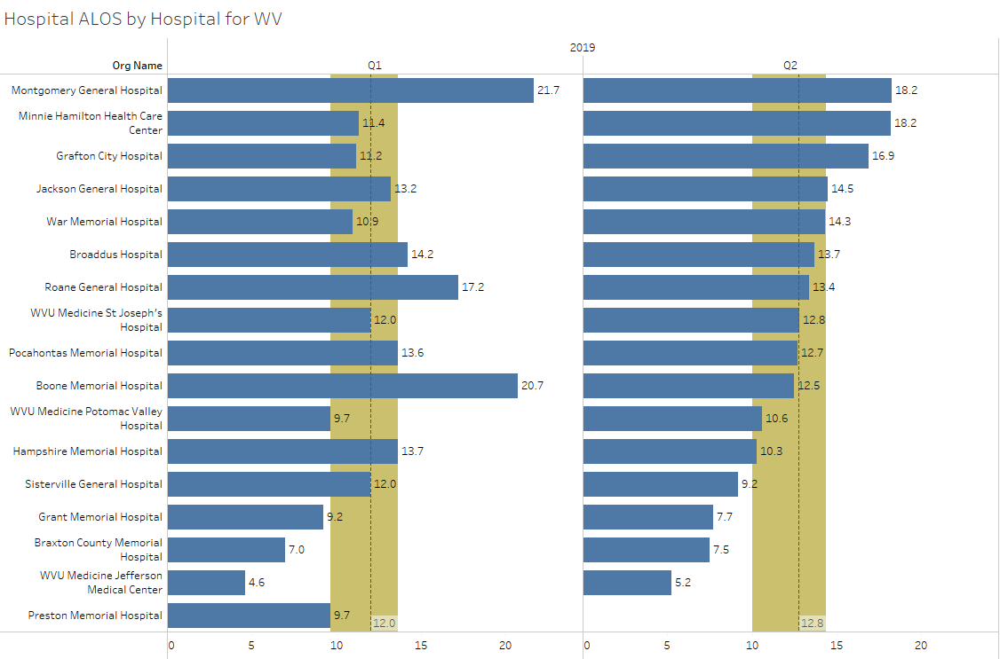 Hospital ALOS by Hospital for WV
2019
Org Name Q1 Q2
Montgomery General Hospital 21.7 18.2
Minnie Hamilton Health Care
Center 11.4 18.2
Grafton City Hospital 11.2 16.9
Jackson General Hospital 13.2 14.5
War Memorial Hospital 10.9 14.3
Broaddus Hospital 14.2 13.7
Roane General Hospital 17.2 13.4
WVU Medicine St Joseph's
Hospital 12.0 12.8
Pocahontas Memorial Hospital 13.6 12.7
Boone Memorial Hospital 20.7 12.5
WVU Medicine Potomac Valley
Hospital 9.7 10.6
Hampshire Memorial Hospital 13.7 10.3
Sisterville General Hospital 12.0 9.2
Grant Memorial Hospital 9.2 7.7
Braxton County Memorial
Hospital 7.0 7.5
WVU Medicine Jefferson
Medical Center 4.6 5.2
Preston Memorial Hospital 9.7
12.0 12.8
0 5 10 15 20 0 5 10 15 20